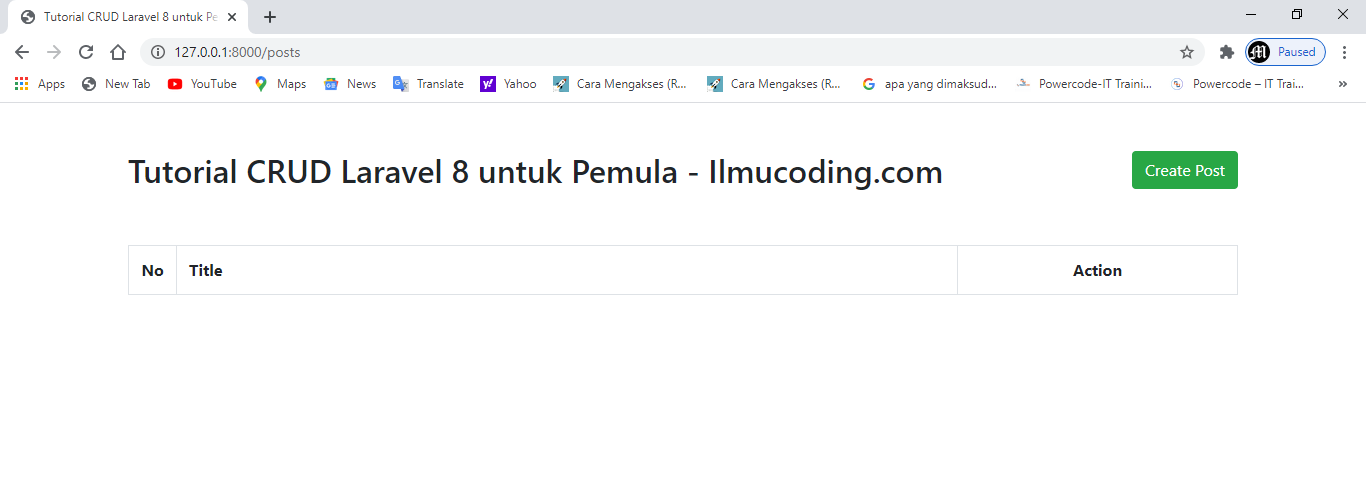 Tutorial CRUD Laravel 8 untuk Pe
127.0.0.1:8000/posts
Paused
Apps New Tab YouTube Maps News Translate Yahoo Cara Mengakses (R... Cara Mengakses (R... apa yang dimaksud... Powercode-IT Traini... Powercode – IT Trai... »
Tutorial CRUD Laravel 8 untuk Pemula - Ilmucoding.com
Create Post
No Title Action